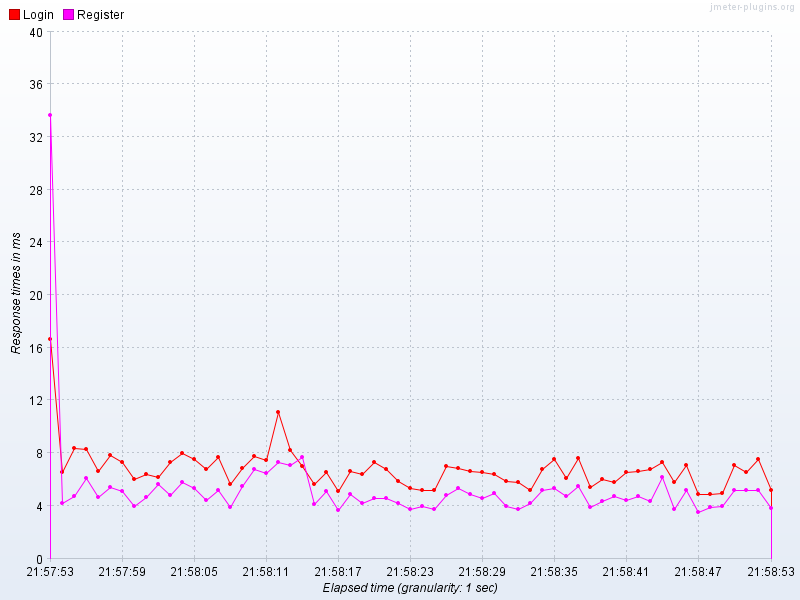 jmeter-plugins.org
Login Register
40
36
32
28
24
20
16
12
8
4
0
Response times in ms
21:57:53 21:57:59 21:58:05 21:58:11 21:58:17 21:58:23 21:58:29 21:58:35 21:58:41 21:58:47 21:58:53
Elapsed time (granularity: 1 sec)